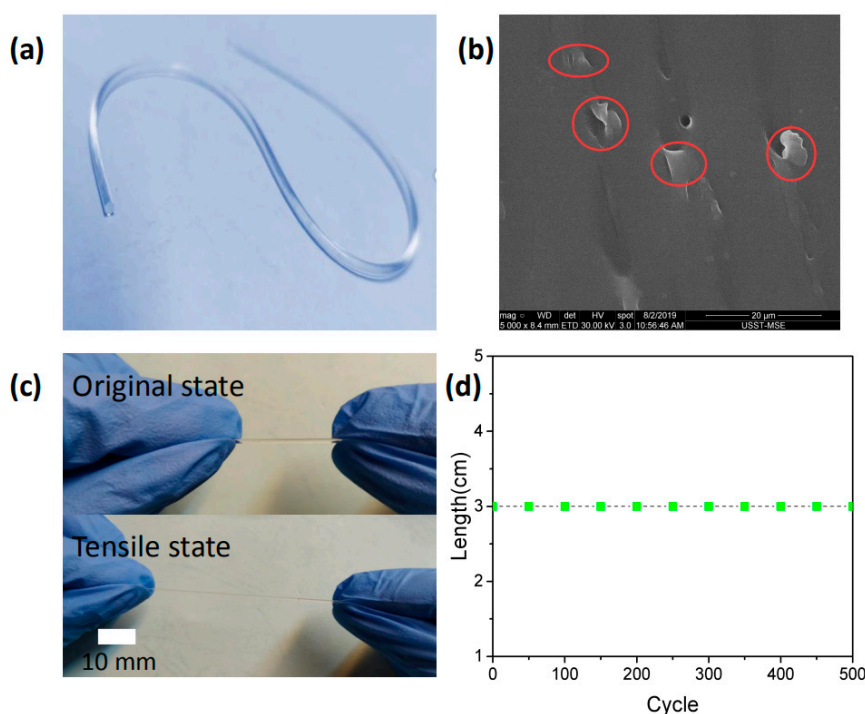 (a)
(b)
mag ○ WD det HV spot 8/2/2019 20 µm
5 000 x 8.4 mm ETD 30.00 kV 3.0 10:56:46 AM USST-MSE
(c)
Original state
Tensile state
10 mm
(d)
Length(cm)
5
4
3
2
1
0 100 200 300 400 500
Cycle